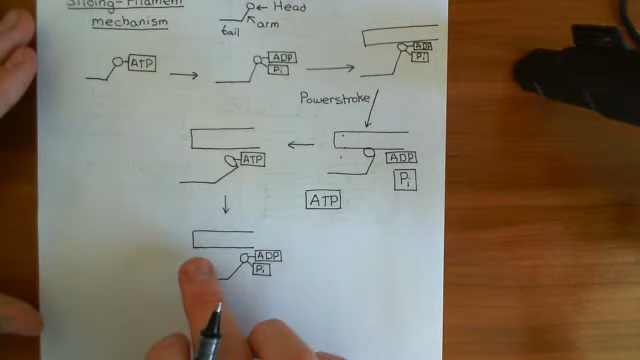 Sliding-Filament
mechanism
← Head
← arm
tail
ATP → ADP Pi → ADP Pi
Powerstroke
ATP ← ADP
Pi
ATP
ADP
Pi